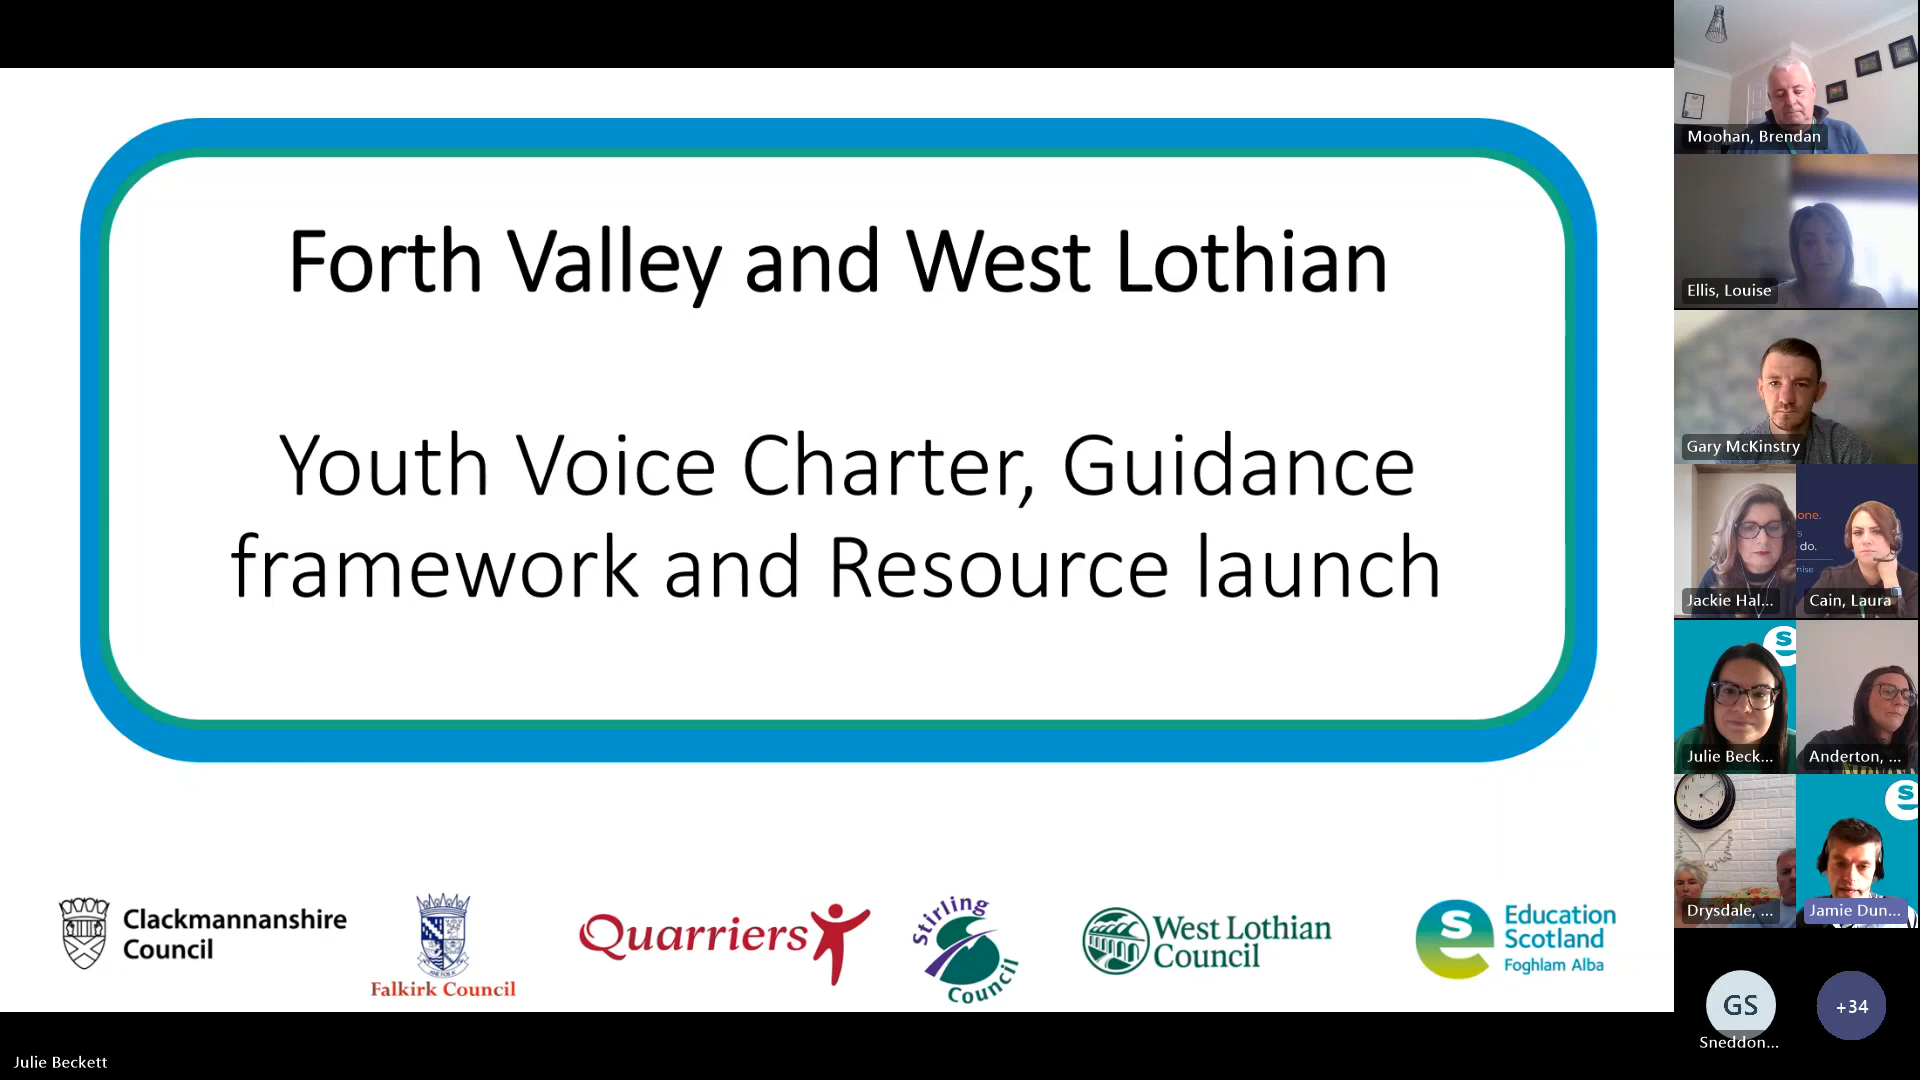 Forth Valley and West Lothian
Youth Voice Charter, Guidance
framework and Resource launch
Clackmannanshire
Council
Falkirk Council
Quarriers
Stirling
Council
West Lothian
Council
S
Education
Scotland
Foghlam Alba
Julie Beckett
Moohan, Brendan
Ellis, Louise
Gary McKinstry
one.
do.
Jackie Hal...
Cain, Laura
S
Julie Beck...
Anderton, ...
S
Drysdale, ...
Jamie Dun...
GS
+34
Sneddon...